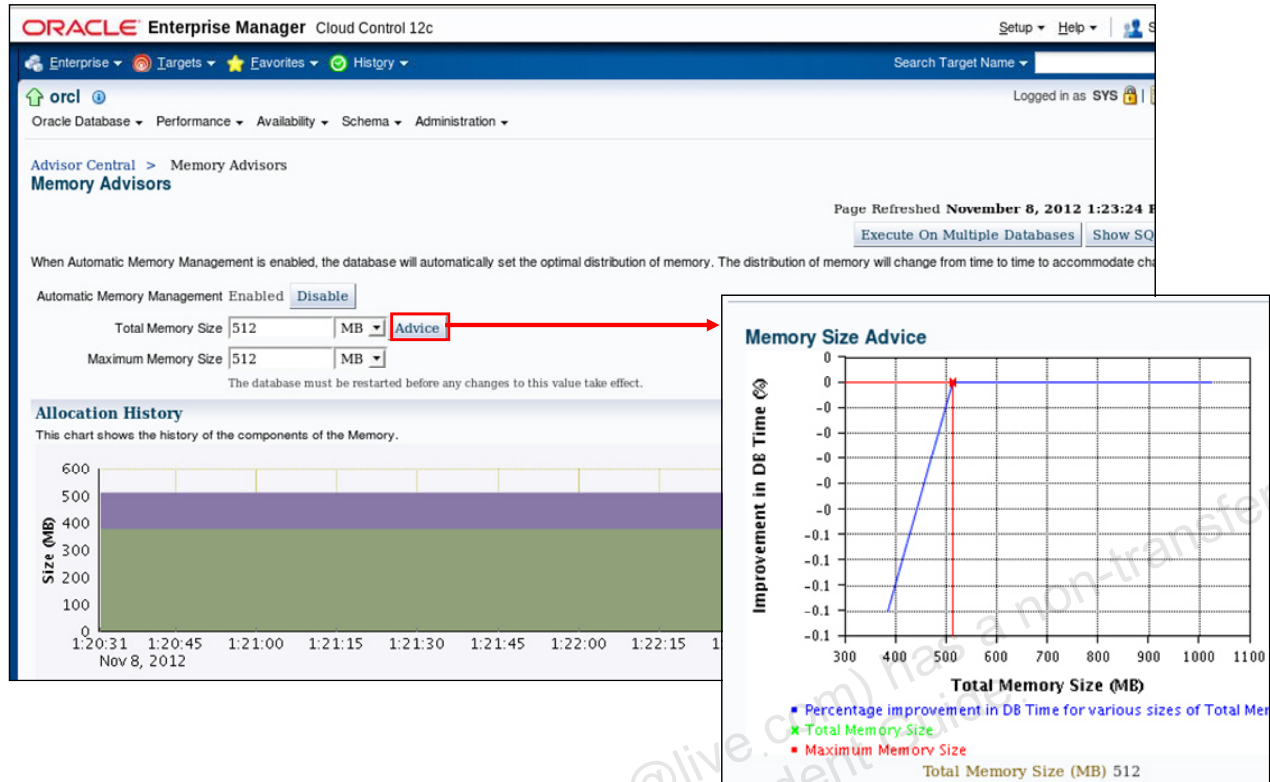 ORACLE Enterprise Manager Cloud Control 12c
Setup Help
Enterprise Targets Favorites History
Search Target Name
orcl
Logged in as SYS
Oracle Database Performance Availability Schema Administration
Advisor Central > Memory Advisors
Memory Advisors
Page Refreshed November 8, 2012 1:23:24
Execute On Multiple Databases Show SQ
When Automatic Memory Management is enabled, the database will automatically set the optimal distribution of memory. The distribution of memory will change from time to time to accommodate cha
Automatic Memory Management Enabled Disable
Total Memory Size 512 MB Advice
Maximum Memory Size 512 MB
The database must be restarted before any changes to this value take effect.
Allocation History
This chart shows the history of the components of the Memory.
Size (MB)
600
500
400
300
200
100
0
1:20:31 1:20:45 1:21:00 1:21:15 1:21:30 1:21:45 1:22:00 1:22:15 1
Nov 8, 2012
Memory Size Advice
Improvement in DB Time (%)
0
0
-0
-0
-0
-0
-0
-0.1
-0.1
-0.1
-0.1
-0.1
300 400 500 600 700 800 900 1000 1100
Total Memory Size (MB)
Percentage improvement in DB Time for various sizes of Total Mer
Total Memory Size
Maximum Memory Size
Total Memory Size (MB) 512
has a non-transfer
live.com)
dent Guide.